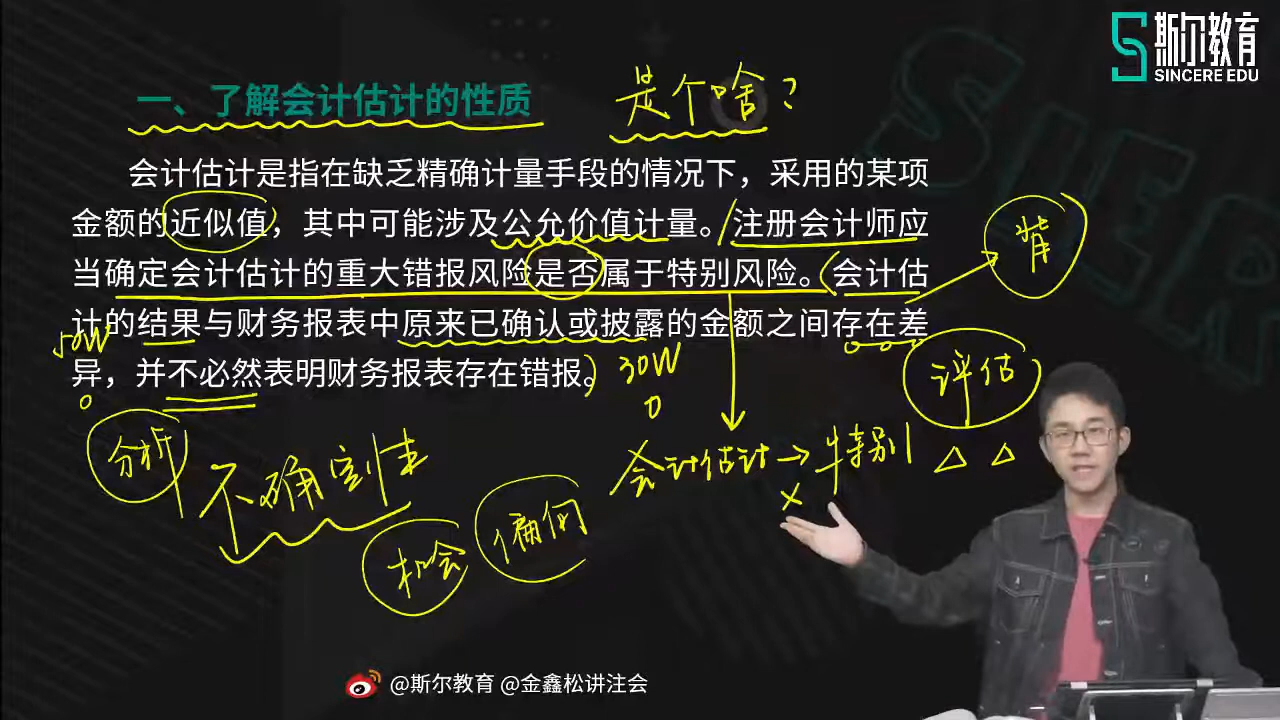 斯尔教育
SINCERE EDU
一、了解会计估计的性质
是个啥？
会计估计是指在缺乏精确计量手段的情况下，采用的某项
金额的近似值，其中可能涉及公允价值计量。注册会计师应
当确定会计估计的重大错报风险是否属于特别风险。会计估
计的结果与财务报表中原来已确认或披露的金额之间存在差
异，并不必然表明财务报表存在错报。
背
50W
30W
评估
分析
不确定性
会计估计→特别
机会
偏向
@斯尔教育 @金鑫松讲注会